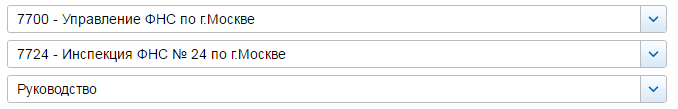 7700 - Управление ФНС по г.Москве
7724 - Инспекция ФНС № 24 по г.Москве
Руководство